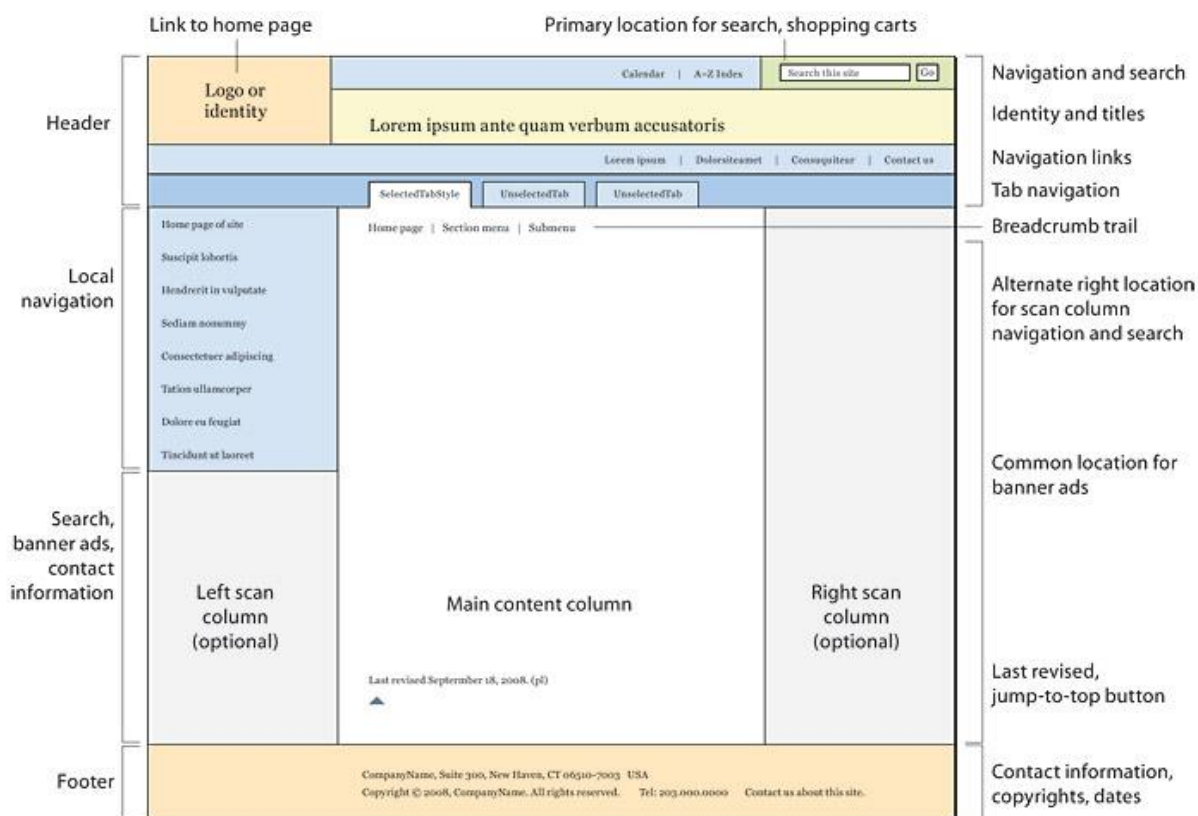 Link to home page
Primary location for search, shopping carts
Header
Logo or
identity
Calendar | A-Z Index
Search this site
Go
Navigation and search
Lorem ipsum ante quam verbum accusatoris
Identity and titles
Lorem ipsum | Dolorsiteamet | Consuquiteur | Contact us
Navigation links
SelectedTabStyle
UnselectedTab
UnselectedTab
Tab navigation
Home page | Section menu | Submenu
Breadcrumb trail
Local
navigation
Home page of site
Suscipit lobortis
Hendrerit in vulputate
Sediam nonummy
Consectetuer adipiscing
Tation ullamcorper
Dolore eu feugiat
Tincidunt ut laoreet
Alternate right location
for scan column
navigation and search
Common location for
banner ads
Search,
banner ads,
contact
information
Left scan
column
(optional)
Main content column
Right scan
column
(optional)
Last revised Septermber 18, 2008. (pl)
Last revised,
jump-to-top button
Footer
CompanyName, Suite 300, New Haven, CT 06510-7003 USA
Copyright © 2008, CompanyName. All rights reserved. Tel: 203.000.0000 Contact us about this site.
Contact information,
copyrights, dates